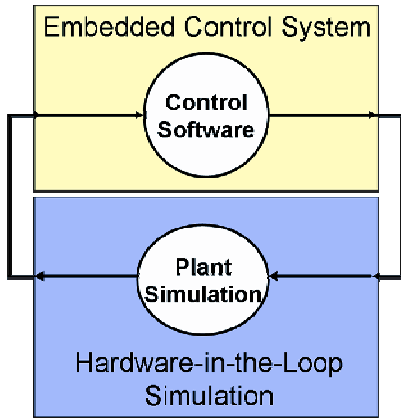 Embedded Control System
Control
Software
Plant
Simulation
Hardware-in-the-Loop
Simulation